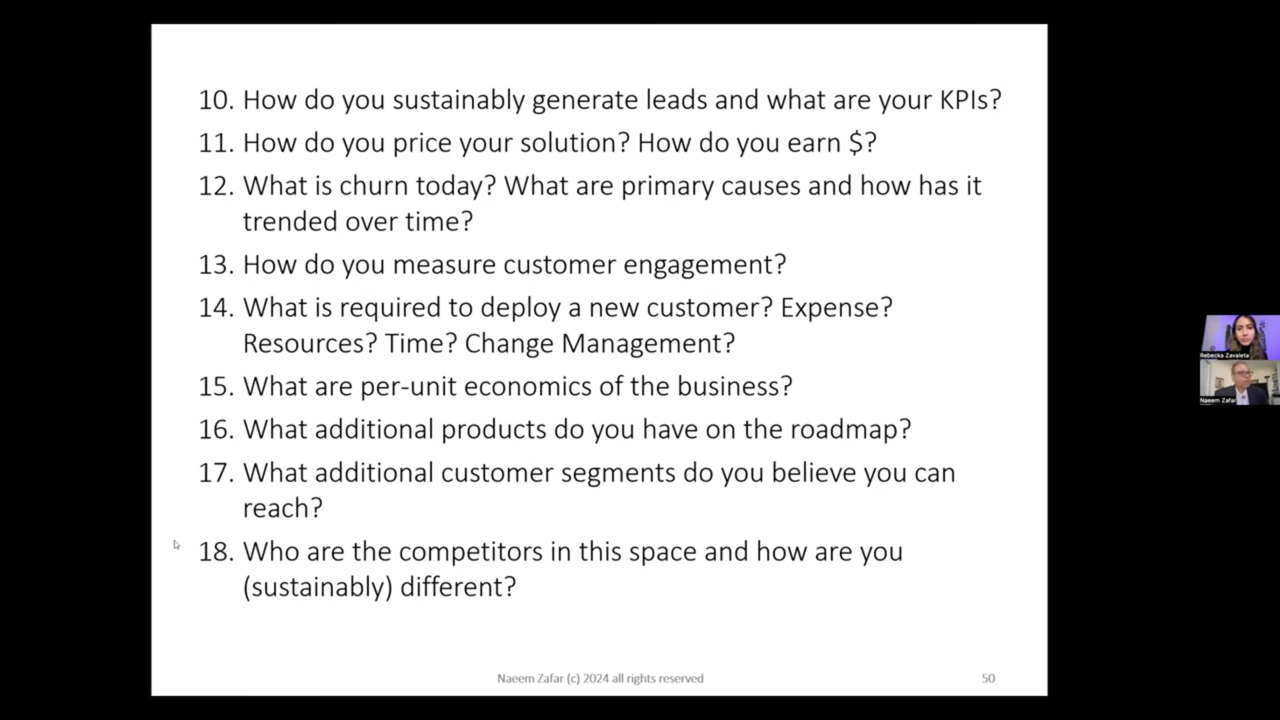 10. How do you sustainably generate leads and what are your KPIs?
11. How do you price your solution? How do you earn $?
12. What is churn today? What are primary causes and how has it
trended over time?
13. How do you measure customer engagement?
14. What is required to deploy a new customer? Expense?
Resources? Time? Change Management?
15. What are per-unit economics of the business?
16. What additional products do you have on the roadmap?
17. What additional customer segments do you believe you can
reach?
18. Who are the competitors in this space and how are you
(sustainably) different?
Naeem Zafar (c) 2024 all rights reserved
50
Rebecka Zavaleta
Naeem Zafar